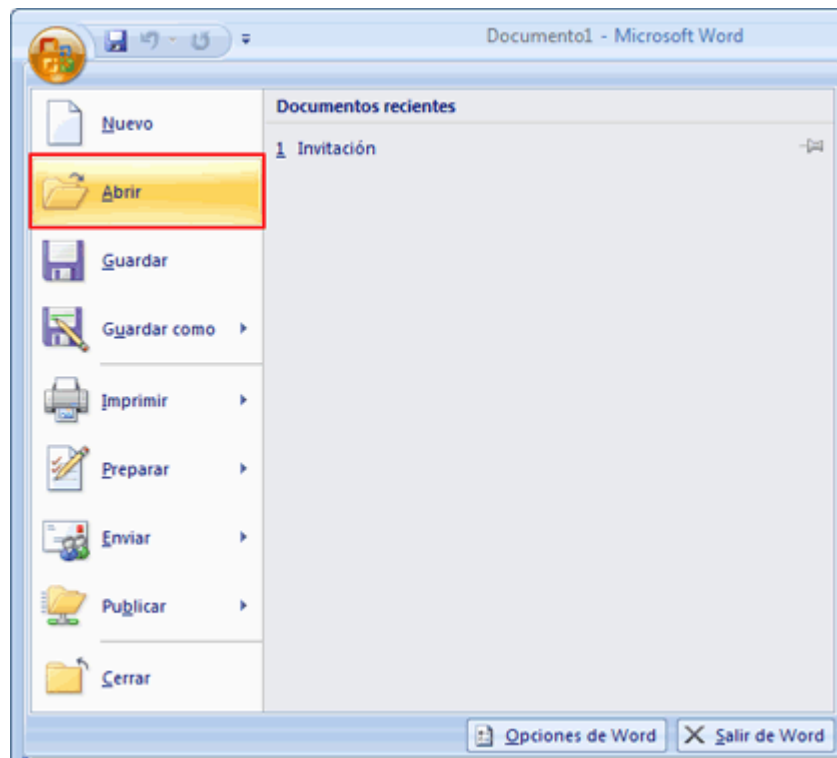 Documento1 - Microsoft Word
Nuevo
Abrir
Guardar
Guardar como
Imprimir
Preparar
Enviar
Publicar
Cerrar
Documentos recientes
1 Invitación
Opciones de Word
Salir de Word